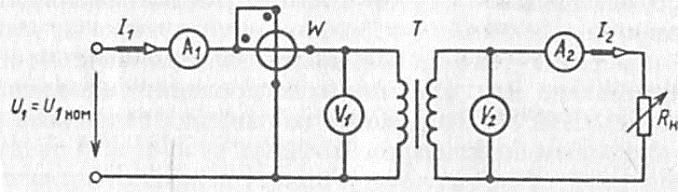 I₁ A₁ W T A₂ I₂
U₁ = U₁ ном V₁ V₂ Rн